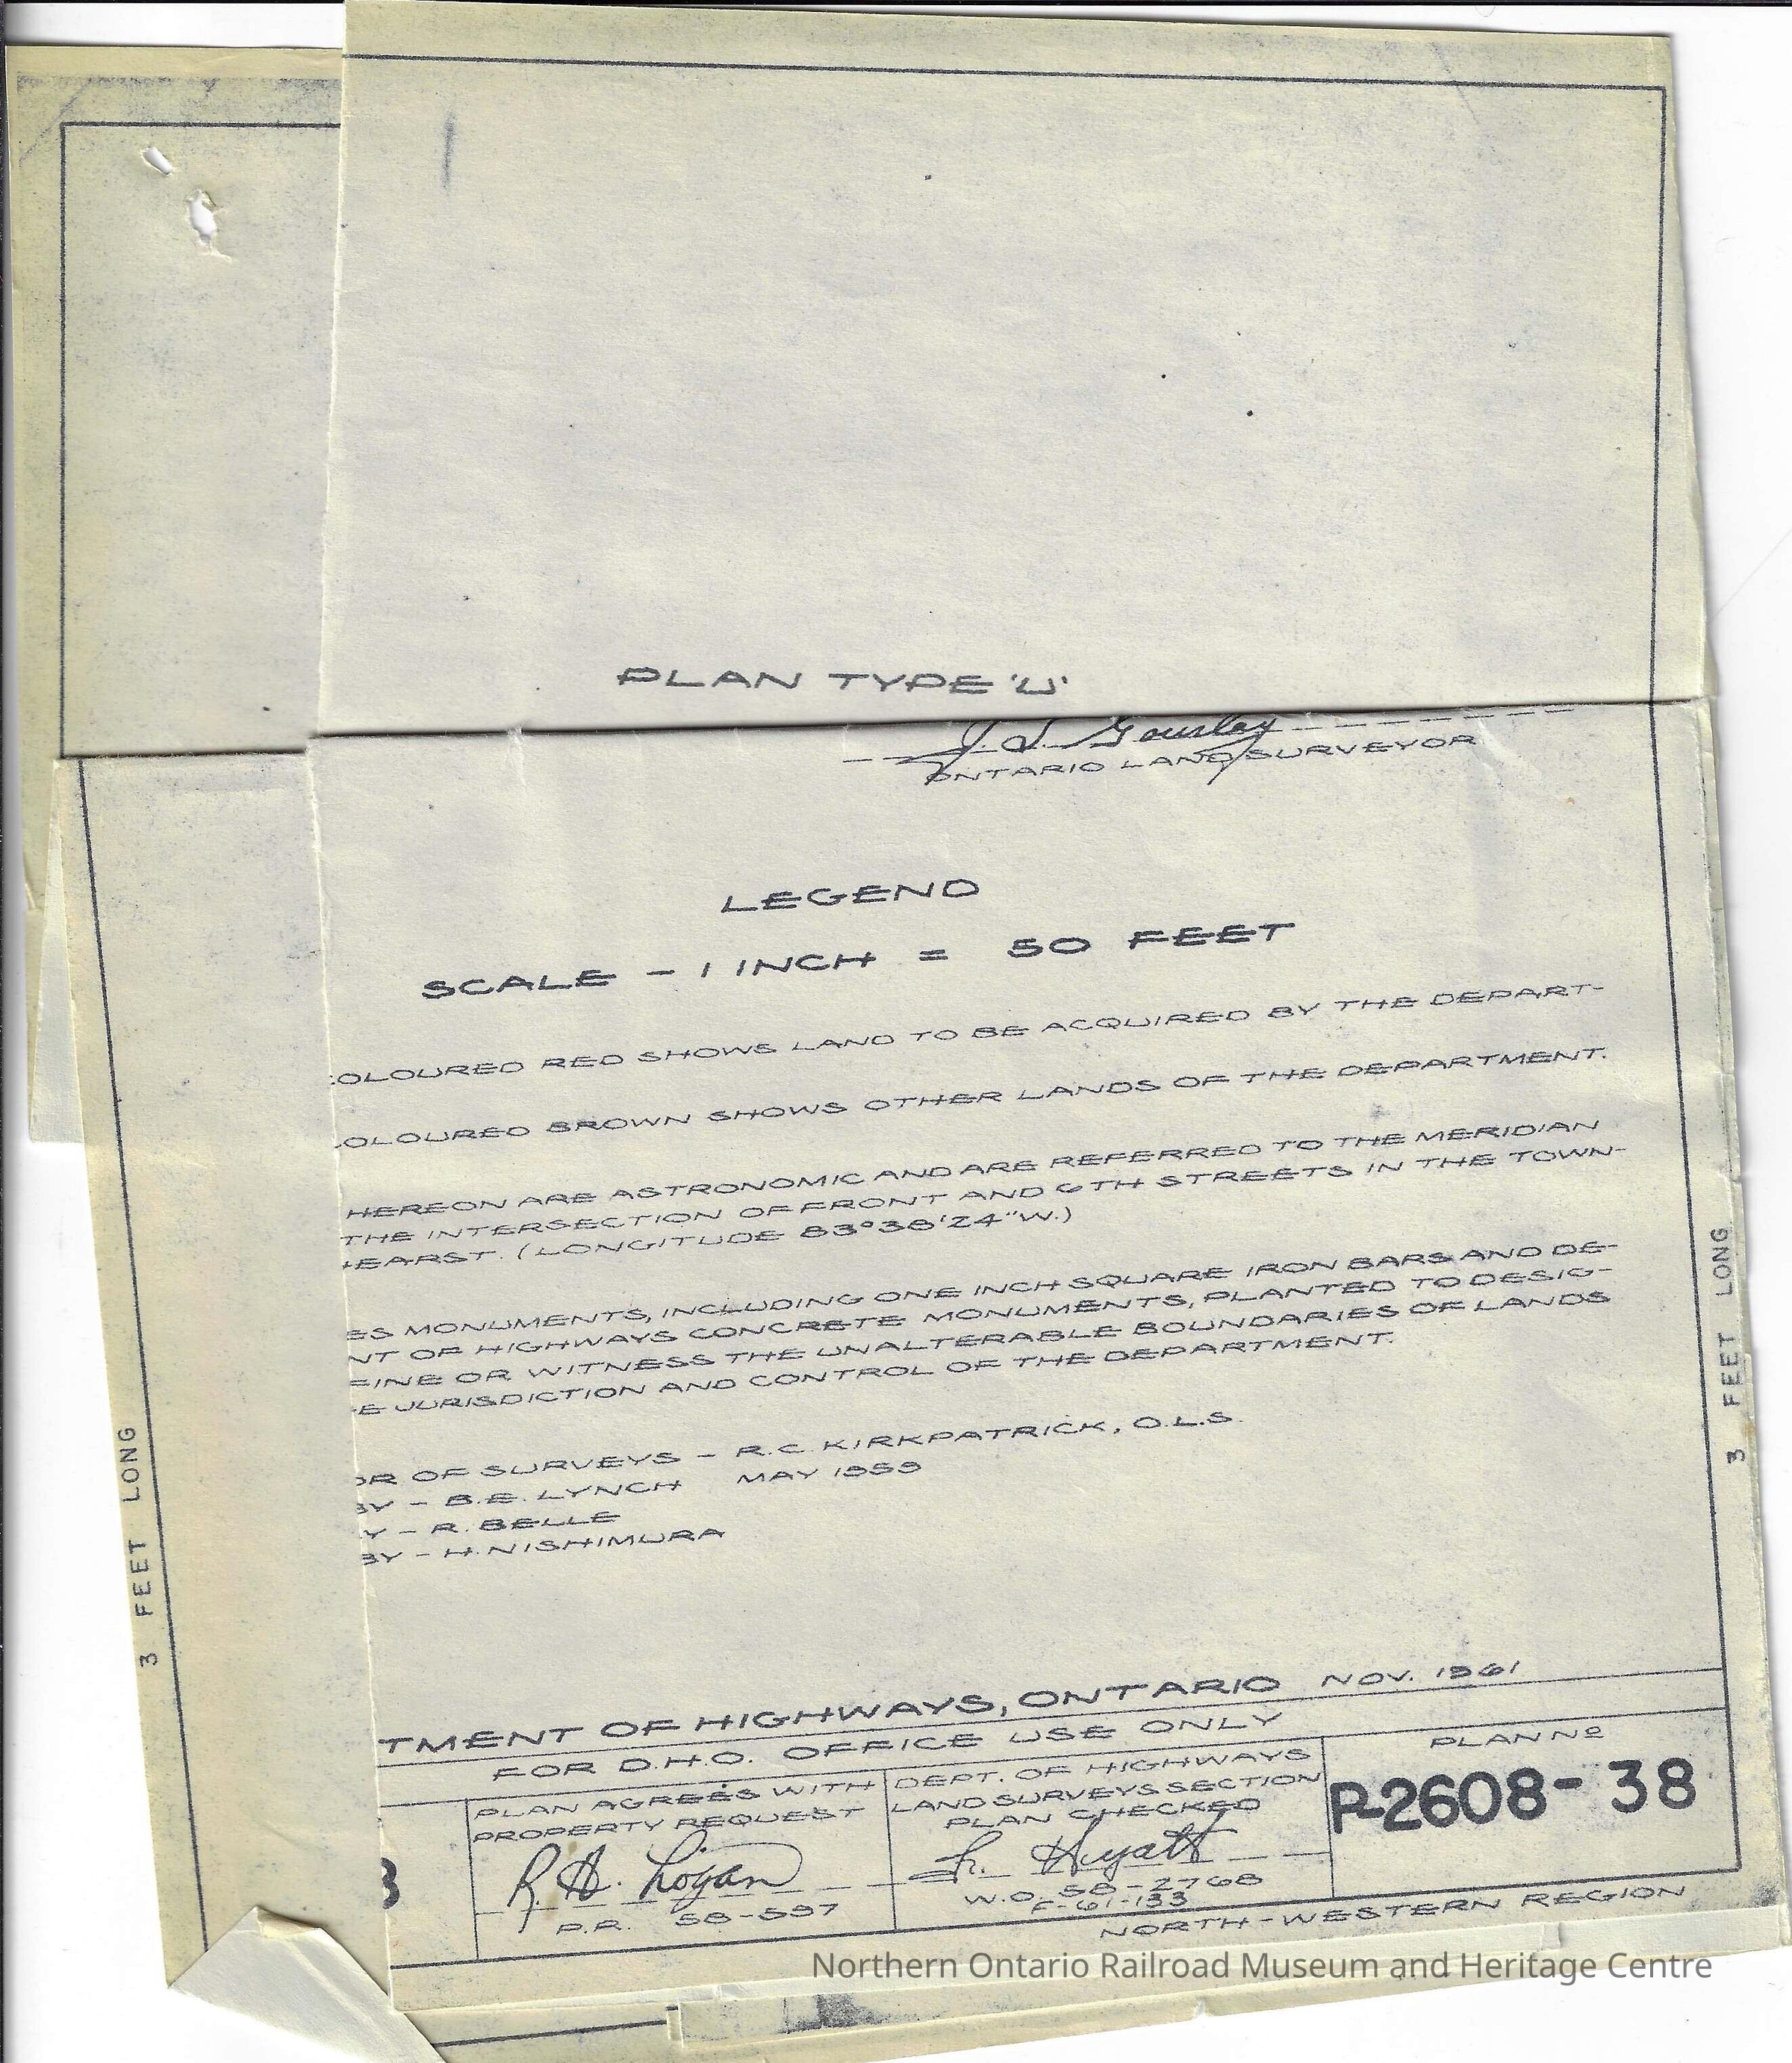 PLAN TYPE 'U'
J. S. Gourley
ONTARIO LAND SURVEYOR
LEGEND
SCALE - 1 INCH = 50 FEET
OLOURED RED SHOWS LAND TO BE ACQUIRED BY THE DEPART-
OLOURED BROWN SHOWS OTHER LANDS OF THE DEPARTMENT.
HEREON ARE ASTRONOMIC AND ARE REFERRED TO THE MERIDIAN
THE INTERSECTION OF FRONT AND 6TH STREETS IN THE TOWN-
HEARST. (LONGITUDE 83°38'24"W.)
ES MONUMENTS, INCLUDING ONE INCH SQUARE IRON BARS AND DE-
NT OF HIGHWAYS CONCRETE MONUMENTS, PLANTED TO DESIG-
FINE OR WITNESS THE UNALTERABLE BOUNDARIES OF LANDS
E JURISDICTION AND CONTROL OF THE DEPARTMENT.
OR OF SURVEYS - R.C. KIRKPATRICK, O.L.S.
BY - B.E. LYNCH MAY 1959
Y - R. BELLE
BY - H. NISHIMURA
3 FEET LONG
3 FEET LONG
TMENT OF HIGHWAYS, ONTARIO NOV. 1961
FOR D.H.O. OFFICE USE ONLY
PLAN AGREES WITH
PROPERTY REQUEST
R. H. Logan
P.R. 58-597
DEPT. OF HIGHWAYS
LAND SURVEYS SECTION
PLAN CHECKED
Hyatt
W.O. 58-2768
F-61-133
PLAN Nº
P-2608-38
NORTH-WESTERN REGION
Northern Ontario Railroad Museum and Heritage Centre